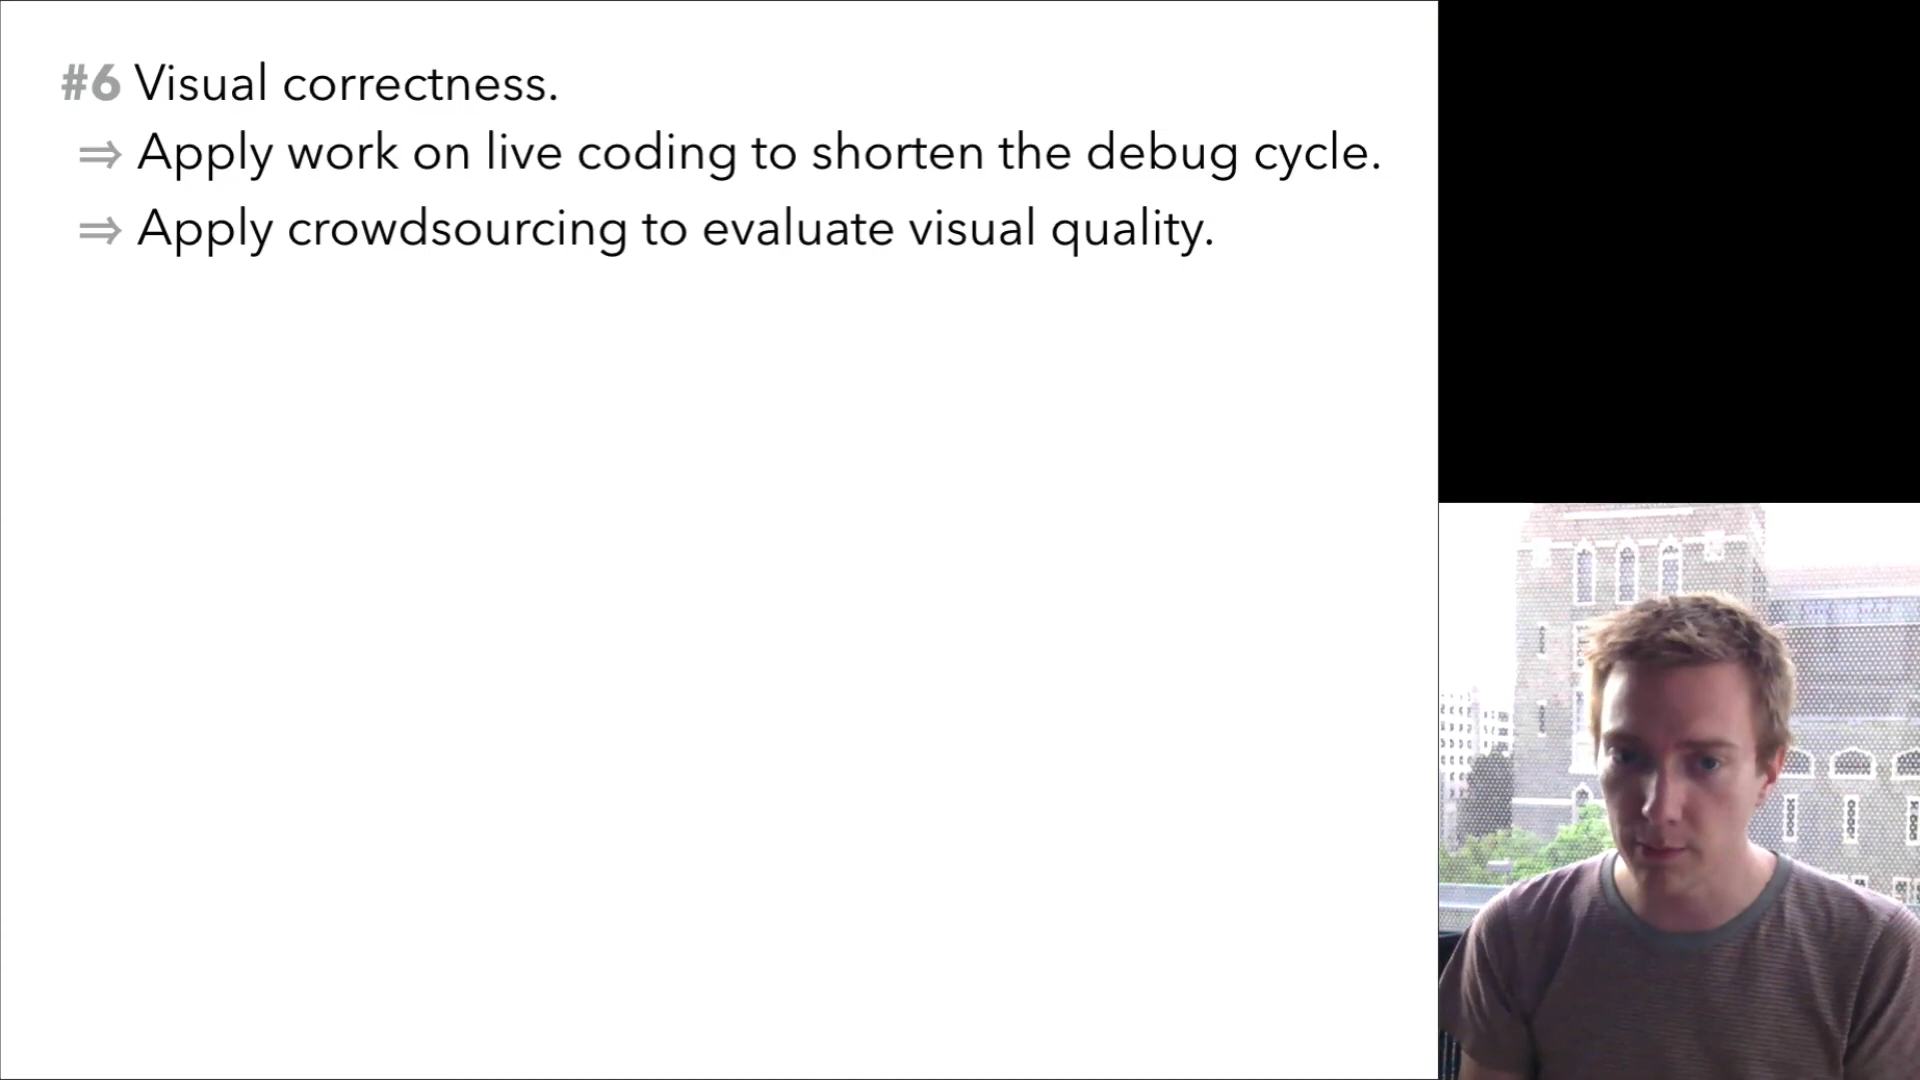 #6 Visual correctness.
⇒ Apply work on live coding to shorten the debug cycle.
⇒ Apply crowdsourcing to evaluate visual quality.